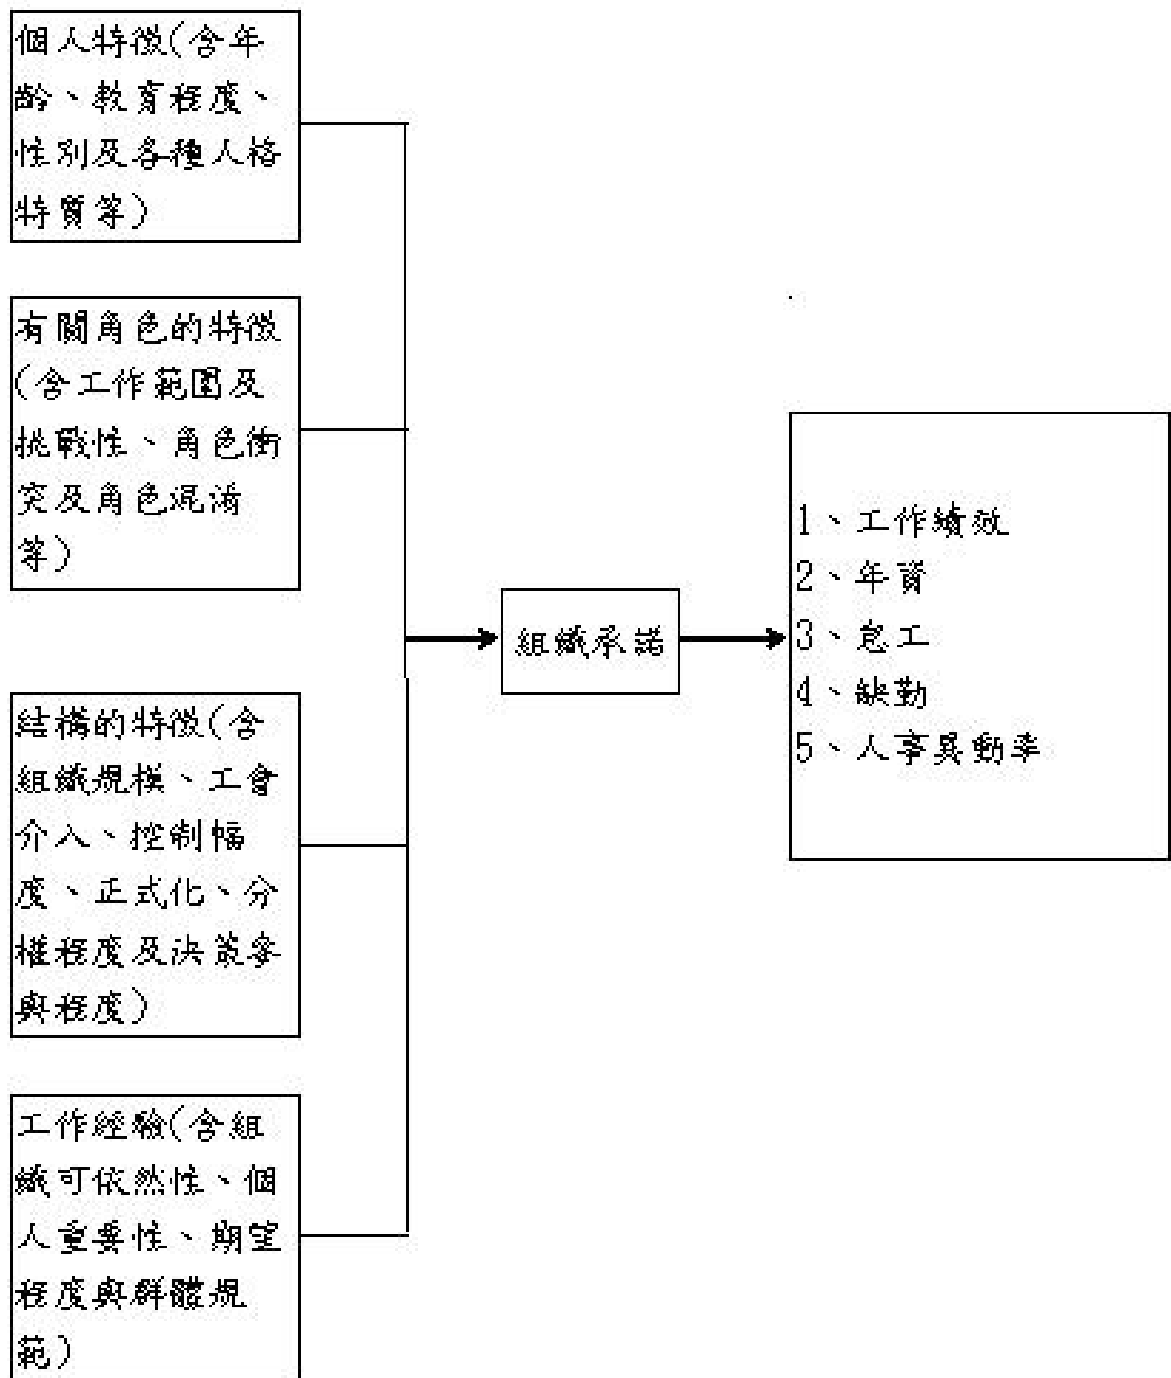 個人特徵(含年
齡、教育程度、
性別及各種人格
特質等)
有關角色的特徵
(含工作範圍及
挑戰性、角色衝
突及角色混淆
等)
結構的特徵(含
組織規模、工會
介入、控制幅
度、正式化、分
權程度及決策參
與程度)
工作經驗(含組
織可依然性、個
人重要性、期望
程度與群體規
範)
組織承諾
1、工作績效
2、年資
3、怠工
4、缺勤
5、人事異動率